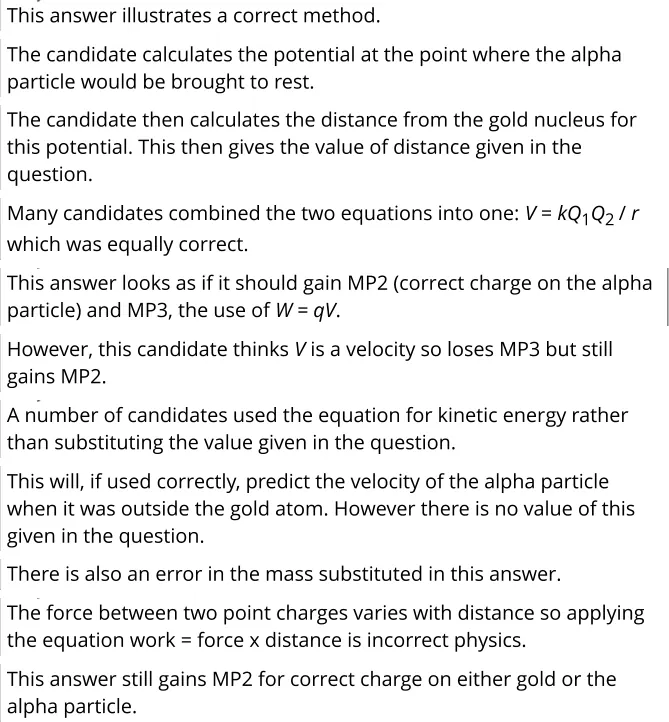 This answer illustrates a correct method.
The candidate calculates the potential at the point where the alpha
particle would be brought to rest.
The candidate then calculates the distance from the gold nucleus for
this potential. This then gives the value of distance given in the
question.
Many candidates combined the two equations into one: V = kQ₁Q₂ / r
which was equally correct.
This answer looks as if it should gain MP2 (correct charge on the alpha
particle) and MP3, the use of W = qV.
However, this candidate thinks V is a velocity so loses MP3 but still
gains MP2.
A number of candidates used the equation for kinetic energy rather
than substituting the value given in the question.
This will, if used correctly, predict the velocity of the alpha particle
when it was outside the gold atom. However there is no value of this
given in the question.
There is also an error in the mass substituted in this answer.
The force between two point charges varies with distance so applying
the equation work = force x distance is incorrect physics.
This answer still gains MP2 for correct charge on either gold or the
alpha particle.